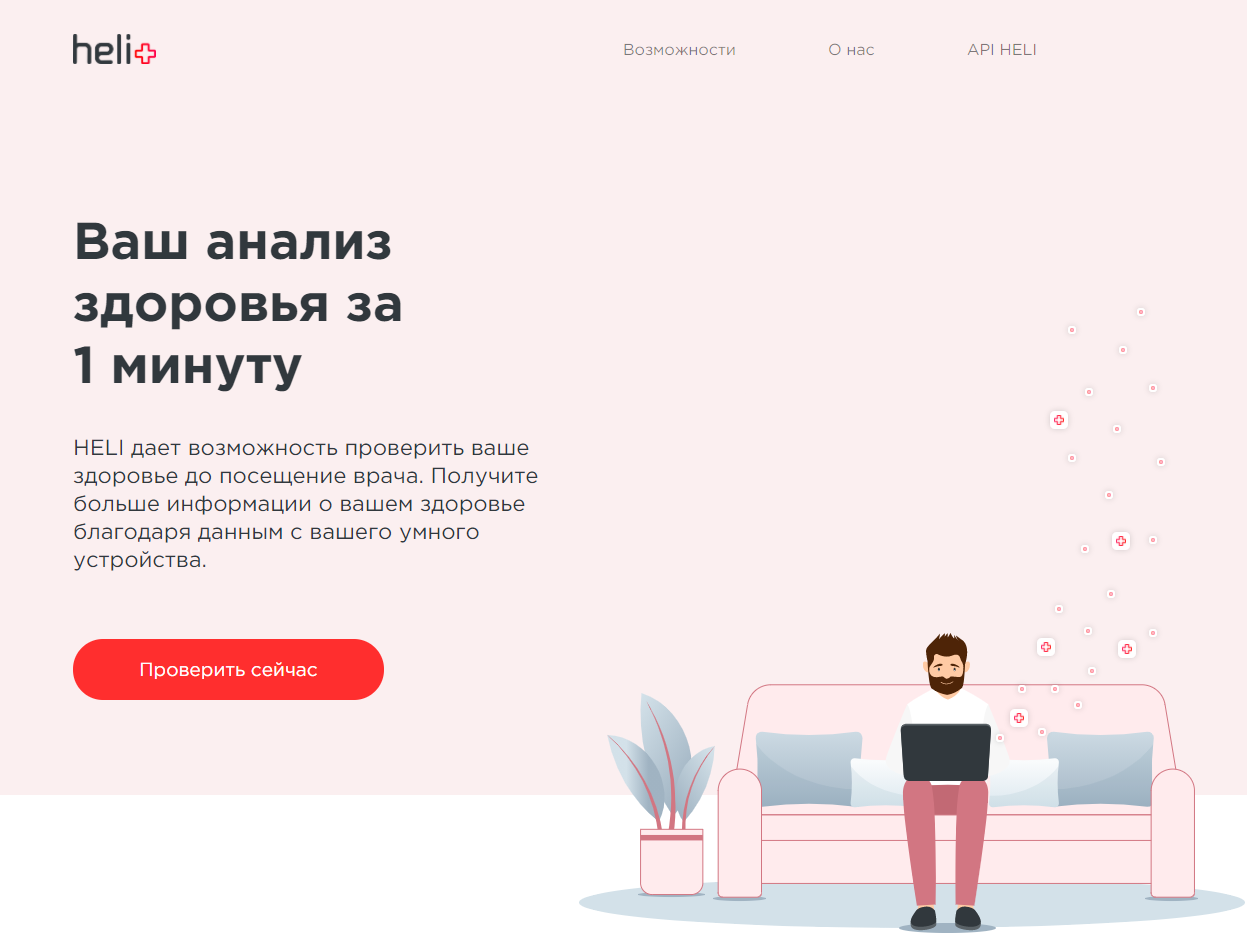 heli
Возможности
О нас
API HELI
Ваш анализ
здоровья за
1 минуту
HELI дает возможность проверить ваше
здоровье до посещение врача. Получите
больше информации о вашем здоровье
благодаря данным с вашего умного
устройства.
Проверить сейчас